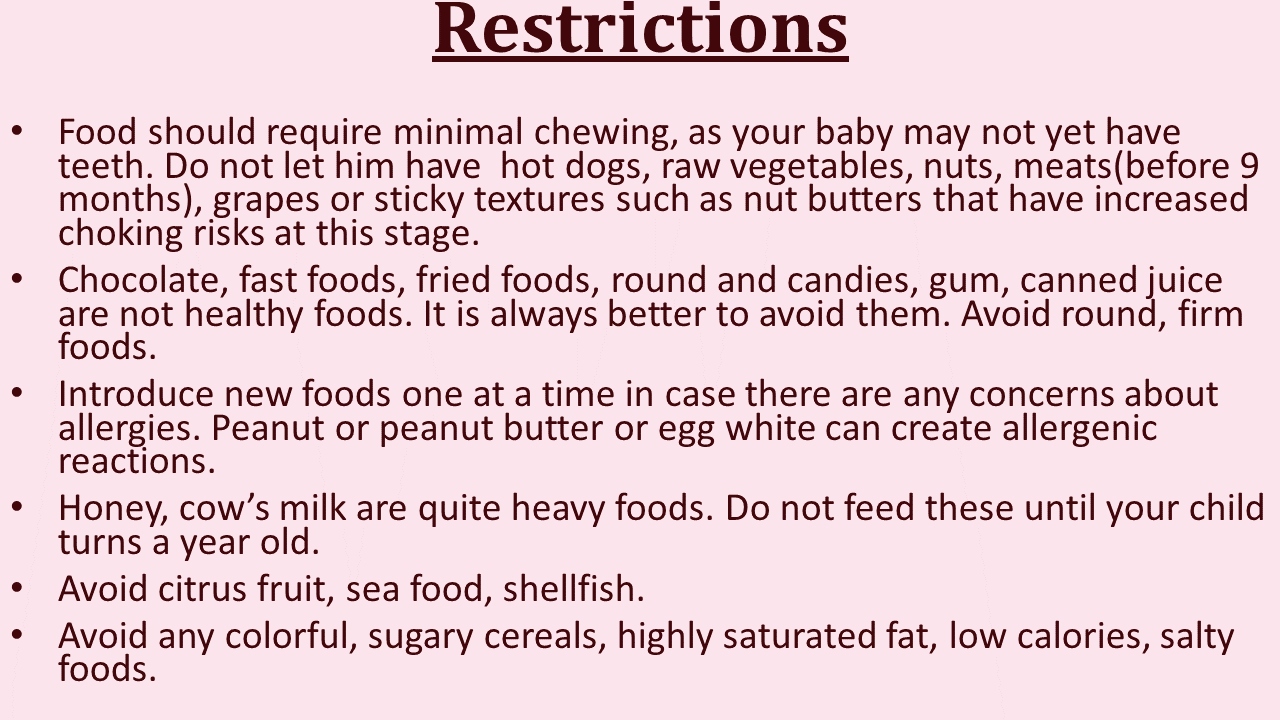 Restrictions
• Food should require minimal chewing, as your baby may not yet have
teeth. Do not let him have  hot dogs, raw vegetables, nuts, meats(before 9
months), grapes or sticky textures such as nut butters that have increased
choking risks at this stage.
• Chocolate, fast foods, fried foods, round and candies, gum, canned juice
are not healthy foods. It is always better to avoid them. Avoid round, firm
foods.
• Introduce new foods one at a time in case there are any concerns about
allergies. Peanut or peanut butter or egg white can create allergenic
reactions.
• Honey, cow’s milk are quite heavy foods. Do not feed these until your child
turns a year old.
• Avoid citrus fruit, sea food, shellfish.
• Avoid any colorful, sugary cereals, highly saturated fat, low calories, salty
foods.